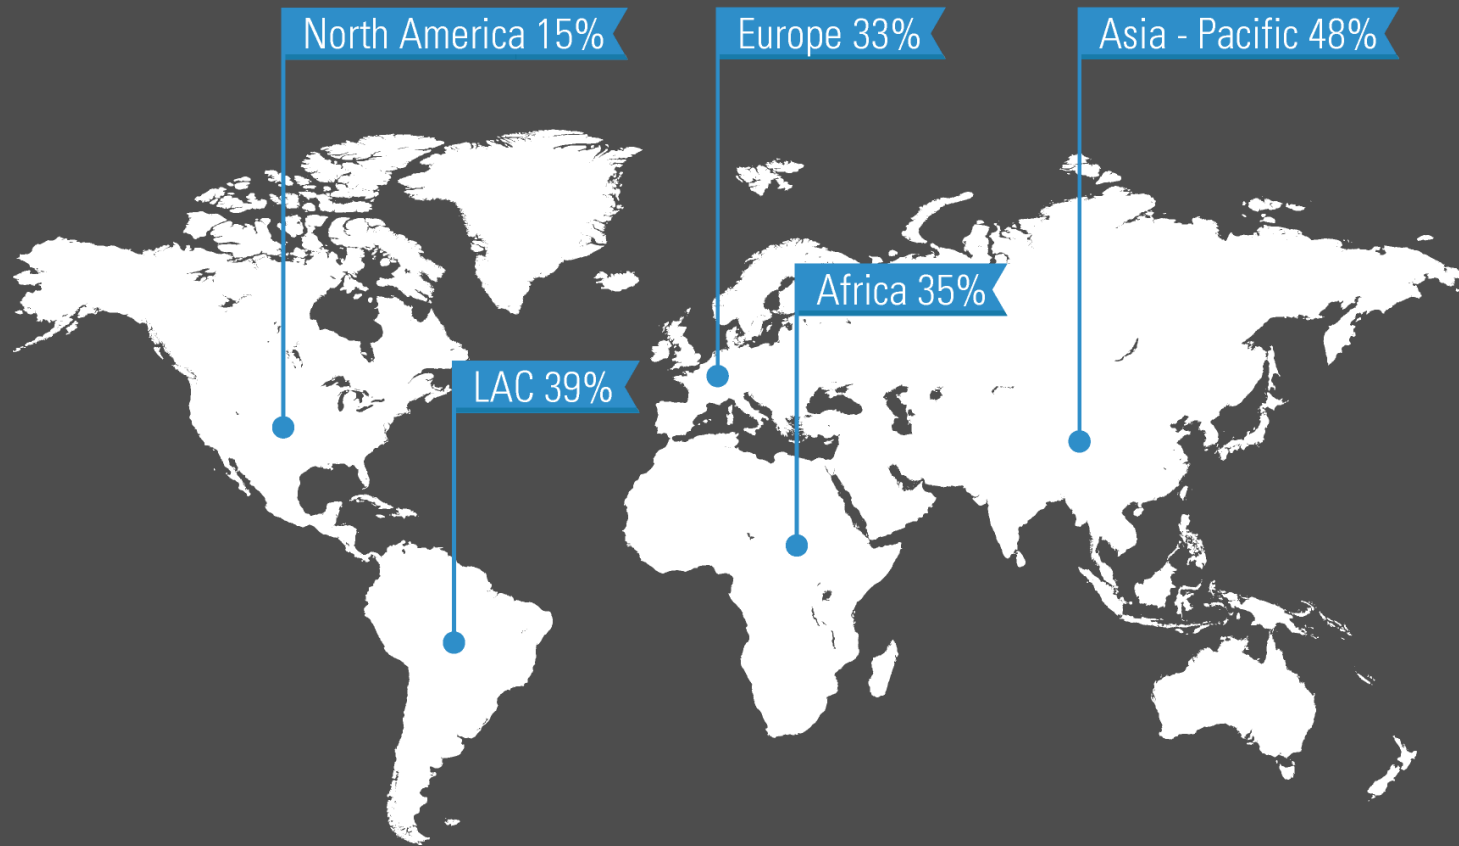 North America 15%
Europe 33%
Asia - Pacific 48%
Africa 35%
LAC 39%